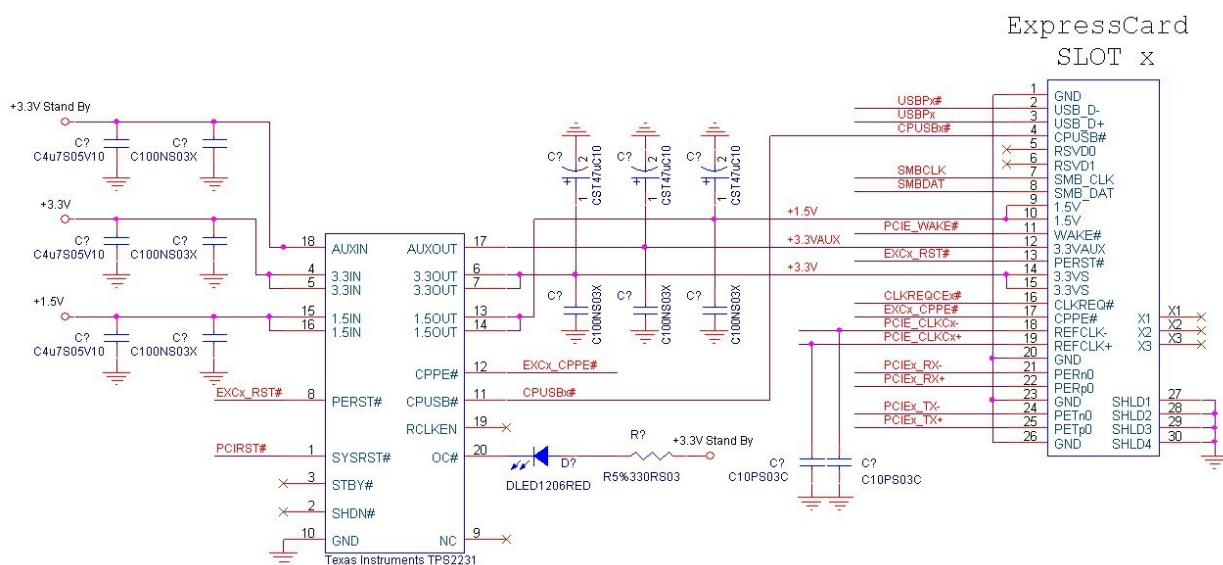 ExpressCard
SLOT x
+3.3V Stand By
C?
C4u7S05V10
C?
C100NS03X
+3.3V
C?
C4u7S05V10
C?
C100NS03X
+1.5V
C?
C4u7S05V10
C?
C100NS03X
EXCx_RST#
PCIRST#
18 AUXIN
4 3.3IN
5 3.3IN
15 1.5IN
16 1.5IN
8 PERST#
1 SYSRST#
3 STBY#
2 SHDN#
10 GND
AUXOUT 17
3.3OUT 6
3.3OUT 7
1.5OUT 13
1.5OUT 14
CPPE# 12
CPUSB# 11
RCLKEN 19
OC# 20
NC 9
Texas Instruments TPS2231
EXCx_CPPE#
CPUSBx#
D?
DLED1206RED
R?
R5%330RS03
+3.3V Stand By
C?
2
+
1
CST47uC10
C?
2
+
1
CST47uC10
C?
2
+
1
CST47uC10
+1.5V
+3.3VAUX
+3.3V
C?
C100NS03X
C?
C100NS03X
C?
C100NS03X
C?
C10PS03C
C?
C10PS03C
USBPx#
USBPx
CPUSBx#
SMBCLK
SMBDAT
PCIE_WAKE#
EXCx_RST#
CLKREQCEx#
EXCx_CPPE#
PCIE_CLKCx-
PCIE_CLKCx+
PCIEx_RX-
PCIEx_RX+
PCIEx_TX-
PCIEx_TX+
1 GND
2 USB_D-
3 USB_D+
4 CPUSB#
5 RSVD0
6 RSVD1
7 SMB_CLK
8 SMB_DAT
9 1.5V
10 1.5V
11 WAKE#
12 3.3VAUX
13 PERST#
14 3.3VS
15 3.3VS
16 CLKREQ#
17 CPPE#
18 REFCLK-
19 REFCLK+
20 GND
21 PERn0
22 PERp0
23 GND
24 PETn0
25 PETp0
26 GND
X1 X1
X2 X2
X3 X3
SHLD1 27
SHLD2 28
SHLD3 29
SHLD4 30